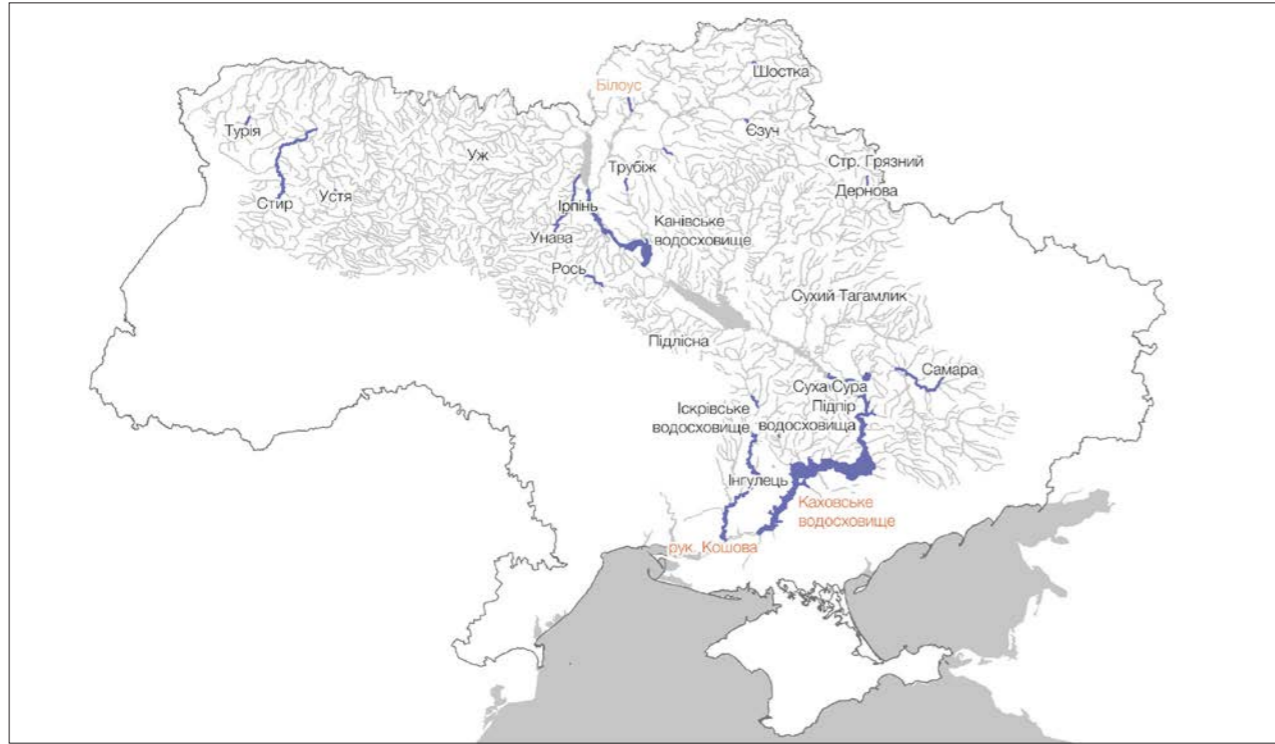 Шостка
Білоус
Турія
Єзуч
Уж
Трубіж
Стр. Грязний
Дернова
Стир
Устя
Ірпінь
Унава
Канівське
водосховище
Рось
Сухий Тагамлик
Підлісна
Самара
Суха Сура
Підпір
водосховища
Іскрівське
водосховище
Інгулець
Каховське
водосховище
рук. Кошова